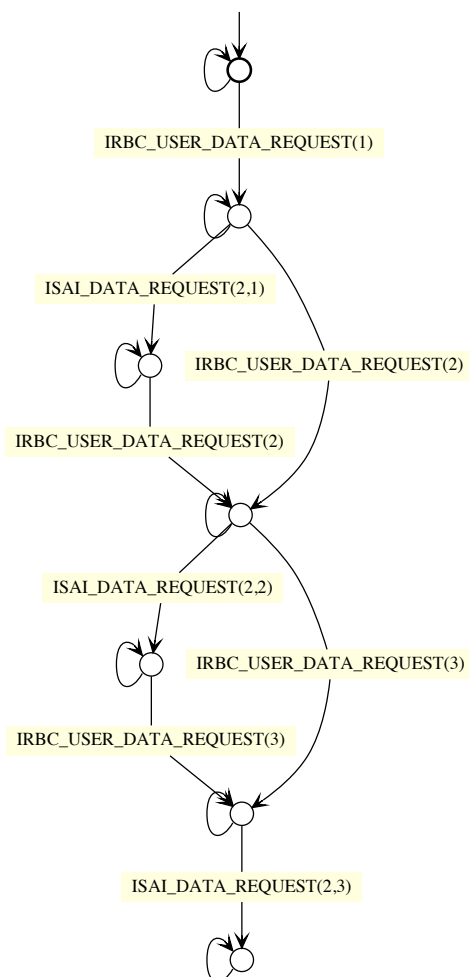 IRBC_USER_DATA_REQUEST(1)
ISAI_DATA_REQUEST(2,1)
IRBC_USER_DATA_REQUEST(2)
IRBC_USER_DATA_REQUEST(2)
ISAI_DATA_REQUEST(2,2)
IRBC_USER_DATA_REQUEST(3)
IRBC_USER_DATA_REQUEST(3)
ISAI_DATA_REQUEST(2,3)